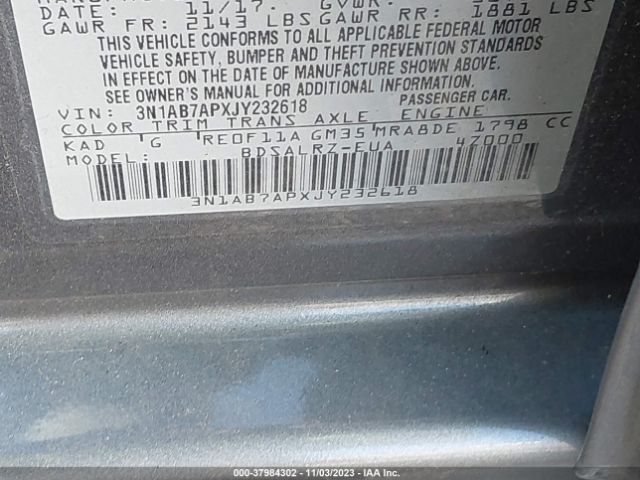 DATE: 11/17. GVWR:
GAWR FR: 2143 LBS GAWR RR: 1881 LBS
THIS VEHICLE CONFORMS TO ALL APPLICABLE FEDERAL MOTOR
VEHICLE SAFETY, BUMPER AND THEFT PREVENTION STANDARDS
IN EFFECT ON THE DATE OF MANUFACTURE SHOWN ABOVE.
SEE OWNER'S MANUAL FOR ADDITIONAL INFORMATION.
PASSENGER CAR.
VIN: 3N1AB7APXJY232618
COLOR TRIM TRANS AXLE ENGINE
KAD G RE0F11A GM35 MRA8DE 1798 CC
MODEL: BDSALRZ-EUA 4Z000
3N1AB7APXJY232618
000-37984302 - 11/03/2023 - IAA Inc.